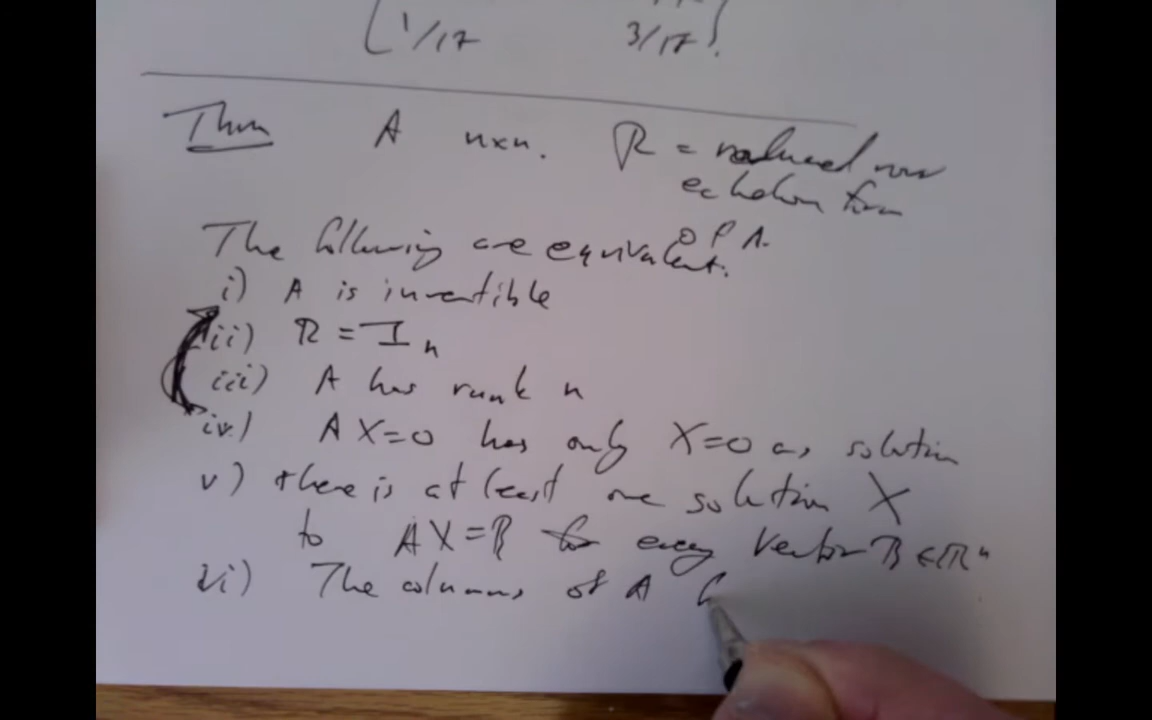 1/17 3/17
Thm A n×n. R = reduced row
echelon form
of A.
The following are equivalent.
i) A is invertible
ii) R = Iₙ
iii) A has rank n
iv) AX=0 has only X=0 as solution
v) there is at least one solution X
to AX=B for every vector B∈ℝⁿ
vi) The columns of A